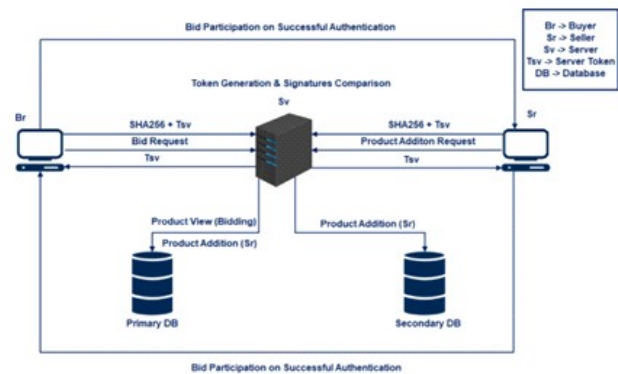 Bid Participation on Successful Authentication
Br -> Buyer
Sr -> Seller
Sv -> Server
Tsv -> Server Token
DB -> Database
Token Generation & Signatures Comparison
Sv
Br
Sr
SHA256 + Tsv
SHA256 + Tsv
Bid Request
Product Additon Request
Tsv
Tsv
Product View (Bidding)
Product Addition (Sr)
Product Addition (Sr)
Primary DB
Secondary DB
Bid Participation on Successful Authentication